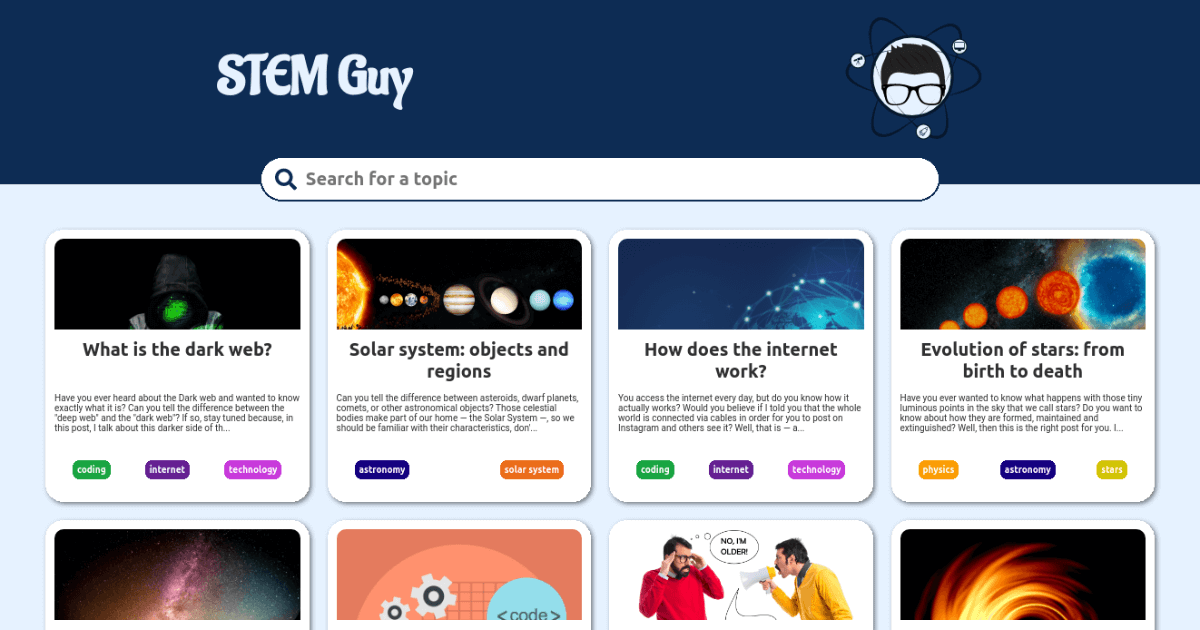 STEM Guy
Search for a topic
What is the dark web?
Have you ever heard about the Dark web and wanted to know
exactly what it is? Can you tell the difference between the
"deep web" and the "dark web"? If so, stay tuned because, in
this post, I talk about this darker side of th...
coding internet technology
Solar system: objects and
regions
Can you tell the difference between asteroids, dwarf planets,
comets, or other astronomical objects? Those celestial
bodies make part of our home — the Solar System —, so we
should be familiar with their characteristics, don'...
astronomy solar system
How does the internet
work?
You access the internet every day, but do you know how it
actually works? Would you believe if I told you that the whole
world is connected via cables in order for you to post on
Instagram and others see it? Well, that is — a...
coding internet technology
Evolution of stars: from
birth to death
Have you ever wanted to know what happens with those tiny
luminous points in the sky that we call stars? Do you want to
know about how they are formed, maintained and
extinguished? Well, then this is the right post for you. I...
physics astronomy stars
<code>
NO, I'M
OLDER!